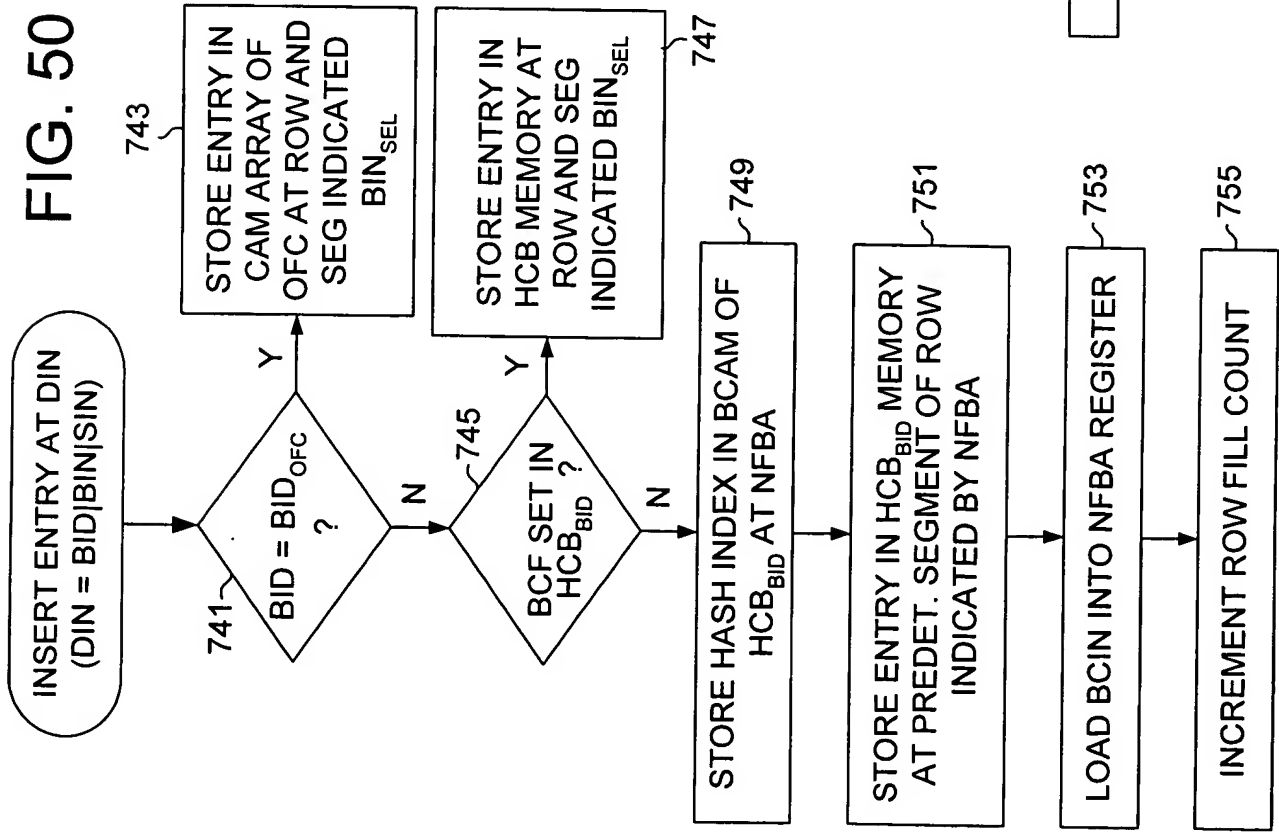 FIG. 50
INSERT ENTRY AT DIN
(DIN = BID|BIN|SIN)
741
BID = BID_OFC
?
Y
N
743
STORE ENTRY IN
CAM ARRAY OF
OFC AT ROW AND
SEG INDICATED
BIN_SEL
745
BCF SET IN
HCB_BID ?
Y
N
STORE ENTRY IN
HCB MEMORY AT
ROW AND SEG
INDICATED BIN_SEL
747
749
STORE HASH INDEX IN BCAM OF
HCB_BID AT NFBA
751
STORE ENTRY IN HCB_BID MEMORY
AT PREDET. SEGMENT OF ROW
INDICATED BY NFBA
753
LOAD BCIN INTO NFBA REGISTER
755
INCREMENT ROW FILL COUNT